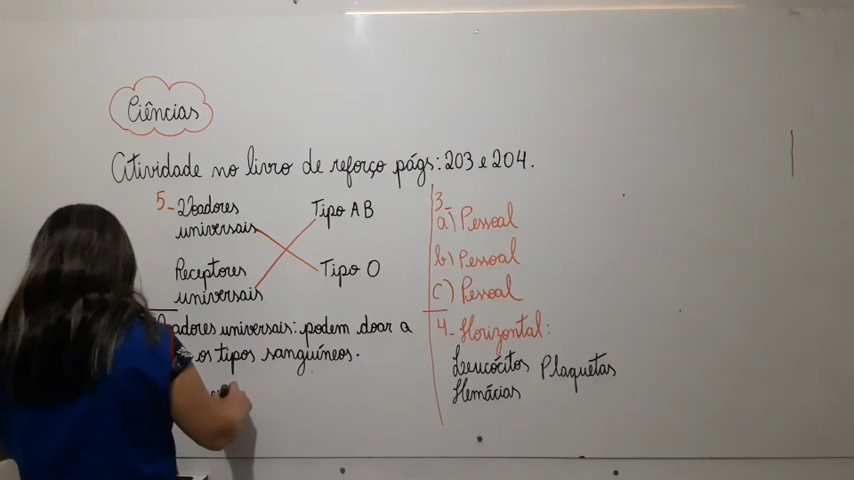 Ciências
Atividade no livro de reforço págs: 203 e 204.
5- Doadores
universais
Tipo AB
Receptores
universais
Tipo O
Doadores universais: podem doar a
os tipos sanguíneos.
3
a) Pessoal
b) Pessoal
c) Pessoal
4- Horizontal:
Leucócitos Plaquetas
Hemácias